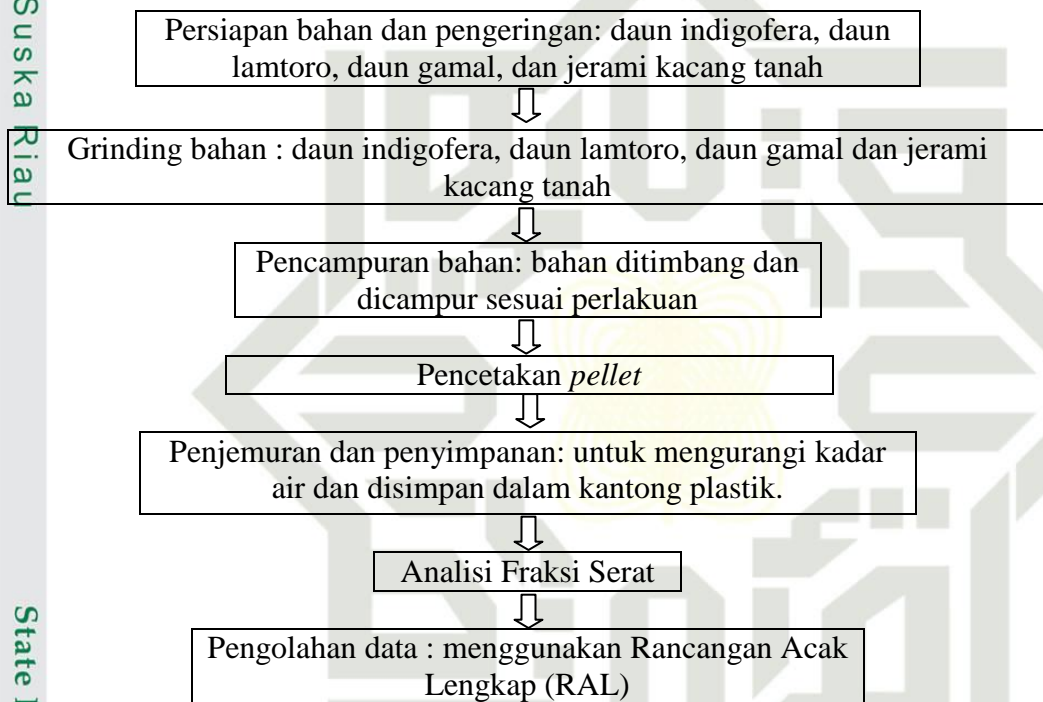 Suska Riau
State I
Persiapan bahan dan pengeringan: daun indigofera, daun
lamtoro, daun gamal, dan jerami kacang tanah
Grinding bahan : daun indigofera, daun lamtoro, daun gamal dan jerami
kacang tanah
Pencampuran bahan: bahan ditimbang dan
dicampur sesuai perlakuan
Pencetakan pellet
Penjemuran dan penyimpanan: untuk mengurangi kadar
air dan disimpan dalam kantong plastik.
Analisi Fraksi Serat
Pengolahan data : menggunakan Rancangan Acak
Lengkap (RAL)